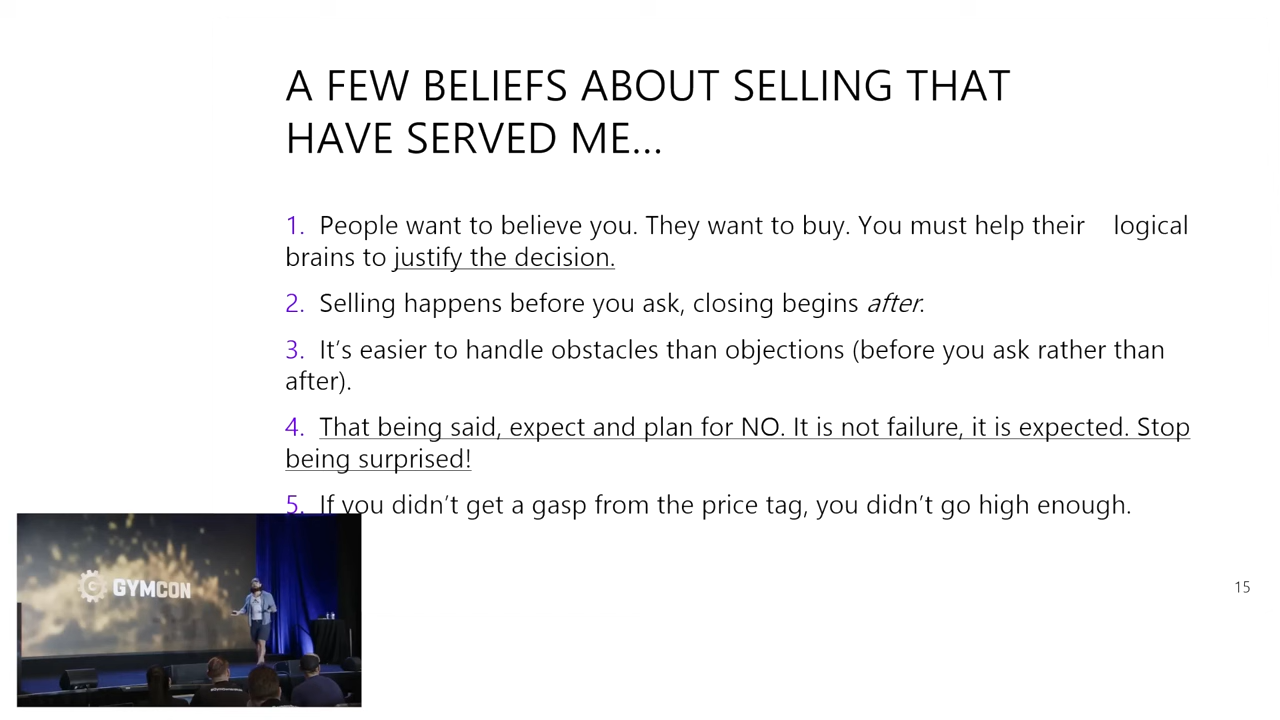 A FEW BELIEFS ABOUT SELLING THAT
HAVE SERVED ME...
1. People want to believe you. They want to buy. You must help their logical
brains to justify the decision.
2. Selling happens before you ask, closing begins after.
3. It's easier to handle obstacles than objections (before you ask rather than
after).
4. That being said, expect and plan for NO. It is not failure, it is expected. Stop
being surprised!
5. If you didn't get a gasp from the price tag, you didn't go high enough.
G GYMCON
15